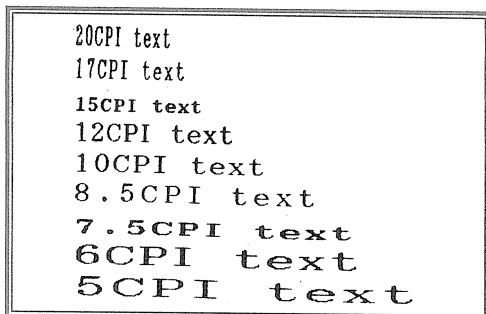 20CPI text
17CPI text
15CPI text
12CPI text
10CPI text
8.5CPI text
7.5CPI text
6CPI text
5CPI text